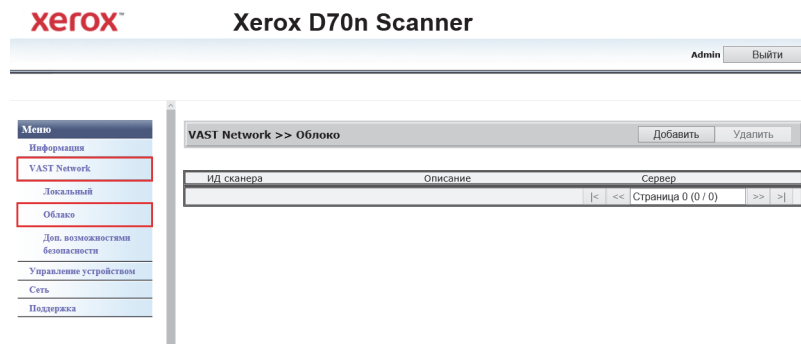 xerox™
Xerox D70n Scanner
Admin Выйти
Меню
Информация
VAST Network
Локальный
Облако
Доп. возможностями
безопасности
Управление устройством
Сеть
Поддержка
VAST Network >> Облако Добавить Удалить
ИД сканера Описание Сервер
|< << Страница 0 (0 / 0) >> >|